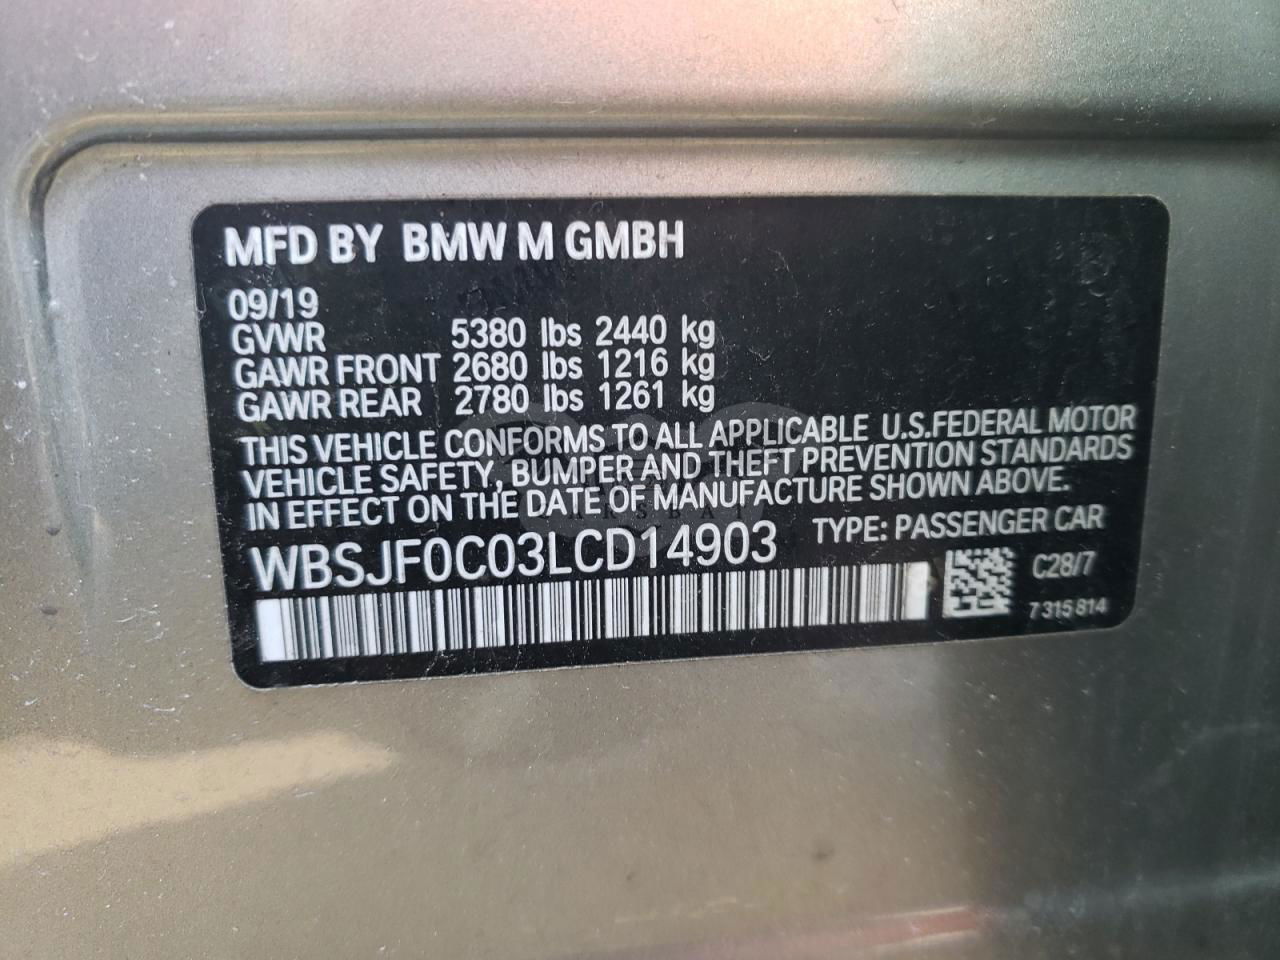 MFD BY BMW M GMBH
09/19
GVWR 5380 lbs 2440 kg
GAWR FRONT 2680 lbs 1216 kg
GAWR REAR 2780 lbs 1261 kg
THIS VEHICLE CONFORMS TO ALL APPLICABLE U.S.FEDERAL MOTOR
VEHICLE SAFETY, BUMPER AND THEFT PREVENTION STANDARDS
IN EFFECT ON THE DATE OF MANUFACTURE SHOWN ABOVE.
WBSJF0C03LCD14903 TYPE: PASSENGER CAR
C28/7
7 315 814